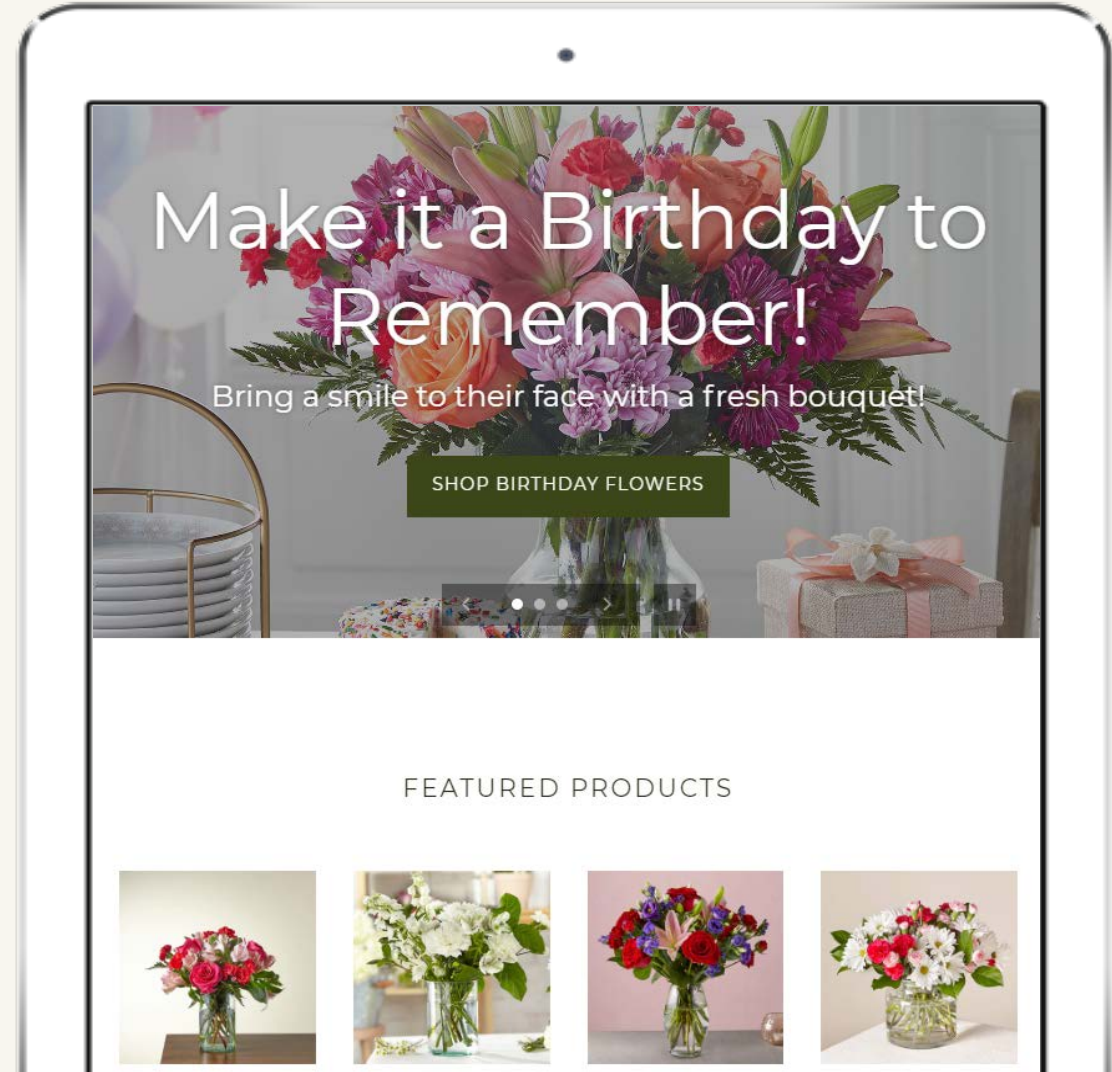 Make it a Birthday to
Remember!
Bring a smile to their face with a fresh bouquet!
SHOP BIRTHDAY FLOWERS
FEATURED PRODUCTS